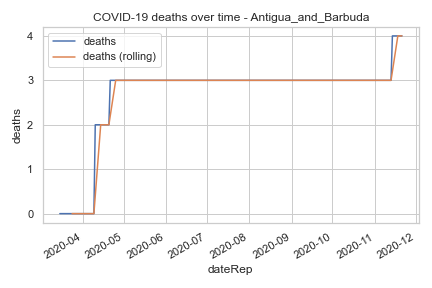 COVID-19 deaths over time - Antigua_and_Barbuda
deaths
deaths (rolling)
4
3
2
1
0
deaths
2020-04
2020-05
2020-06
2020-07
2020-08
2020-09
2020-10
2020-11
2020-12
dateRep